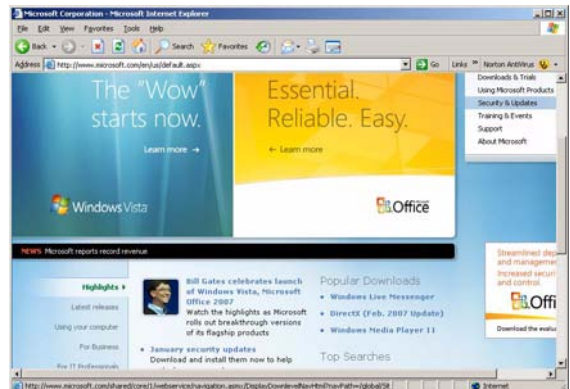 Microsoft Corporation - Microsoft Internet Explorer
File Edit View Favorites Tools Help
Back Search Favorites
Address http://www.microsoft.com/en/us/default.aspx Go Links Norton AntiVirus
The "Wow"
starts now.
Learn more →
Windows Vista
Essential.
Reliable. Easy.
← Learn more
Office
Downloads & Trials
Using Microsoft Products
Security & Updates
Training & Events
Support
About Microsoft
NEWS Microsoft reports record revenue
Highlights
Latest releases
Using your computer
For Business
For IT Professionals
Bill Gates celebrates launch
of Windows Vista, Microsoft
Office 2007
Watch the highlights as Microsoft
rolls out breakthrough versions
of its flagship products
• January security updates
Download and install them now to help
Popular Downloads
• Windows Live Messenger
• DirectX (Feb. 2007 Update)
• Windows Media Player 11
Top Searches
Streamlined dep
and managemen
Increased securi
and control
Offi
Download the evalua
Internet